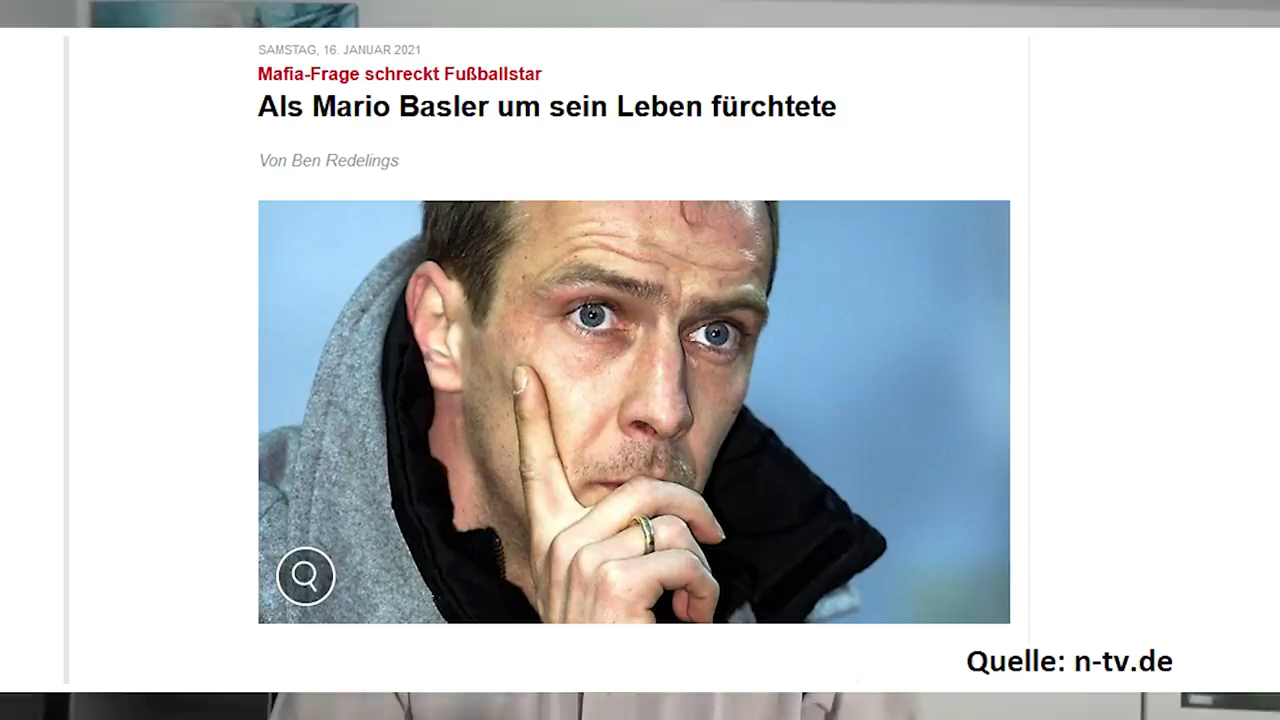 SAMSTAG, 16. JANUAR 2021
Mafia-Frage schreckt Fußballstar
Als Mario Basler um sein Leben fürchtete
Von Ben Redelings
Quelle: n-tv.de